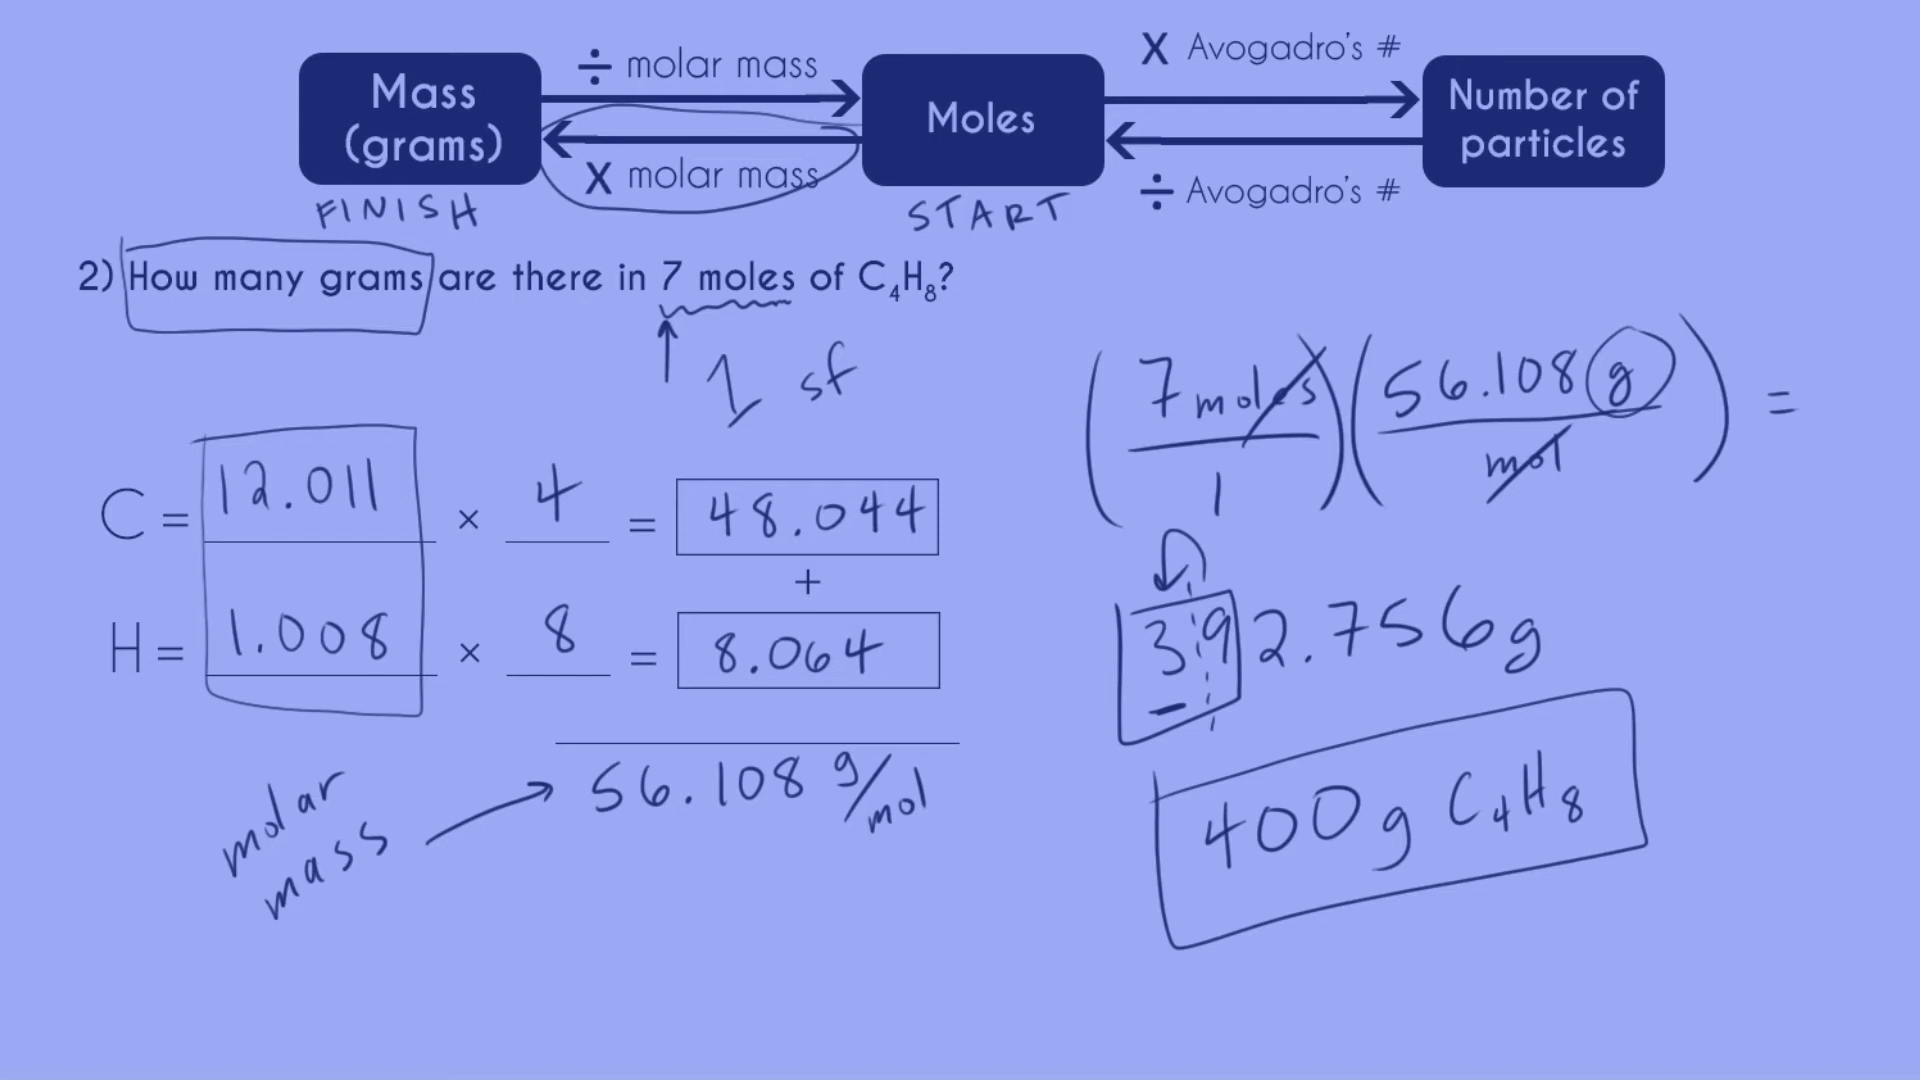 Mass
(grams)
÷ molar mass
X molar mass
Moles
X Avogadro's #
÷ Avogadro's #
Number of
particles
FINISH
START
2) How many grams are there in 7 moles of C₄H₈?
1 sf
C = 12.011 × 4 = 48.044
+
H = 1.008 × 8 = 8.064
56.108 g/mol
molar
mass
(7 moles/1)(56.108 g/mol) =
392.756g
400g C₄H₈